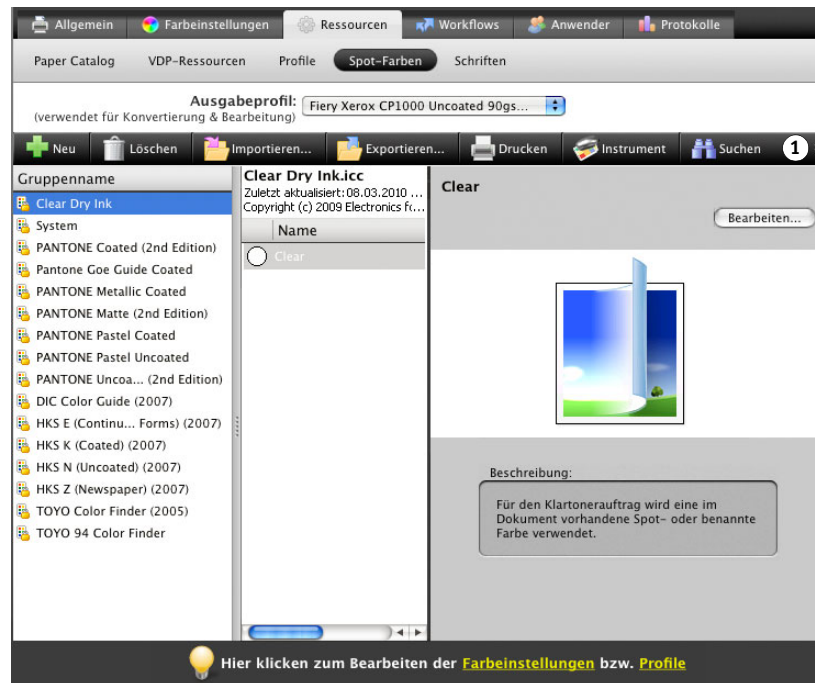 Allgemein Farbeinstellungen Ressourcen Workflows Anwender Protokolle
Paper Catalog VDP-Ressourcen Profile Spot-Farben Schriften
Ausgabeprofil: Fiery Xerox CP1000 Uncoated 90gs...
(verwendet für Konvertierung & Bearbeitung)
Neu Löschen Importieren... Exportieren... Drucken Instrument Suchen 1
Gruppenname
Clear Dry Ink
System
PANTONE Coated (2nd Edition)
Pantone Goe Guide Coated
PANTONE Metallic Coated
PANTONE Matte (2nd Edition)
PANTONE Pastel Coated
PANTONE Pastel Uncoated
PANTONE Uncoa... (2nd Edition)
DIC Color Guide (2007)
HKS E (Continu... Forms) (2007)
HKS K (Coated) (2007)
HKS N (Uncoated) (2007)
HKS Z (Newspaper) (2007)
TOYO Color Finder (2005)
TOYO 94 Color Finder
Clear Dry Ink.icc
Zuletzt aktualisiert: 08.03.2010 ...
Copyright (c) 2009 Electronics fo...
Name
Clear
Clear
Bearbeiten...
Beschreibung:
Für den Klartonerauftrag wird eine im
Dokument vorhandene Spot- oder benannte
Farbe verwendet.
Hier klicken zum Bearbeiten der Farbeinstellungen bzw. Profile